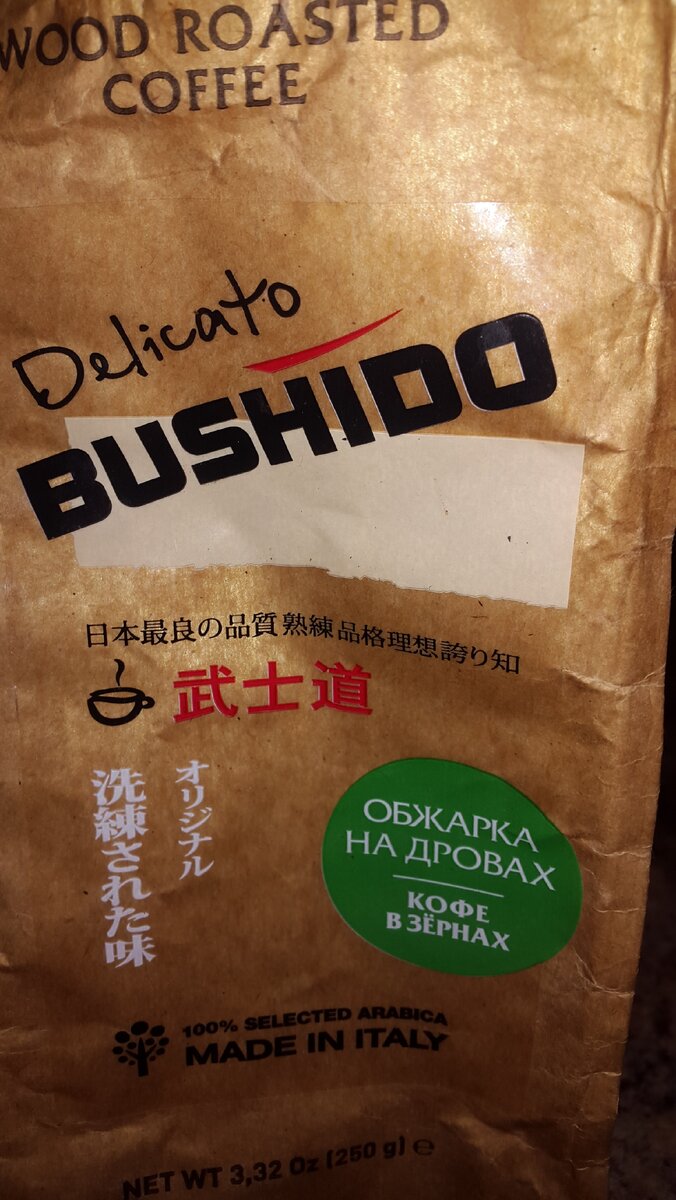 WOOD ROASTED
COFFEE
Delicato
BUSHIDO
日本最良の品質熟練品格理想誇り知
武士道
オリジナル
洗練された味
ОБЖАРКА
НА ДРОВАХ
КОФЕ
В ЗЁРНАХ
100% SELECTED ARABICA
MADE IN ITALY
NET WT 3,32 Oz (250 g) ℮